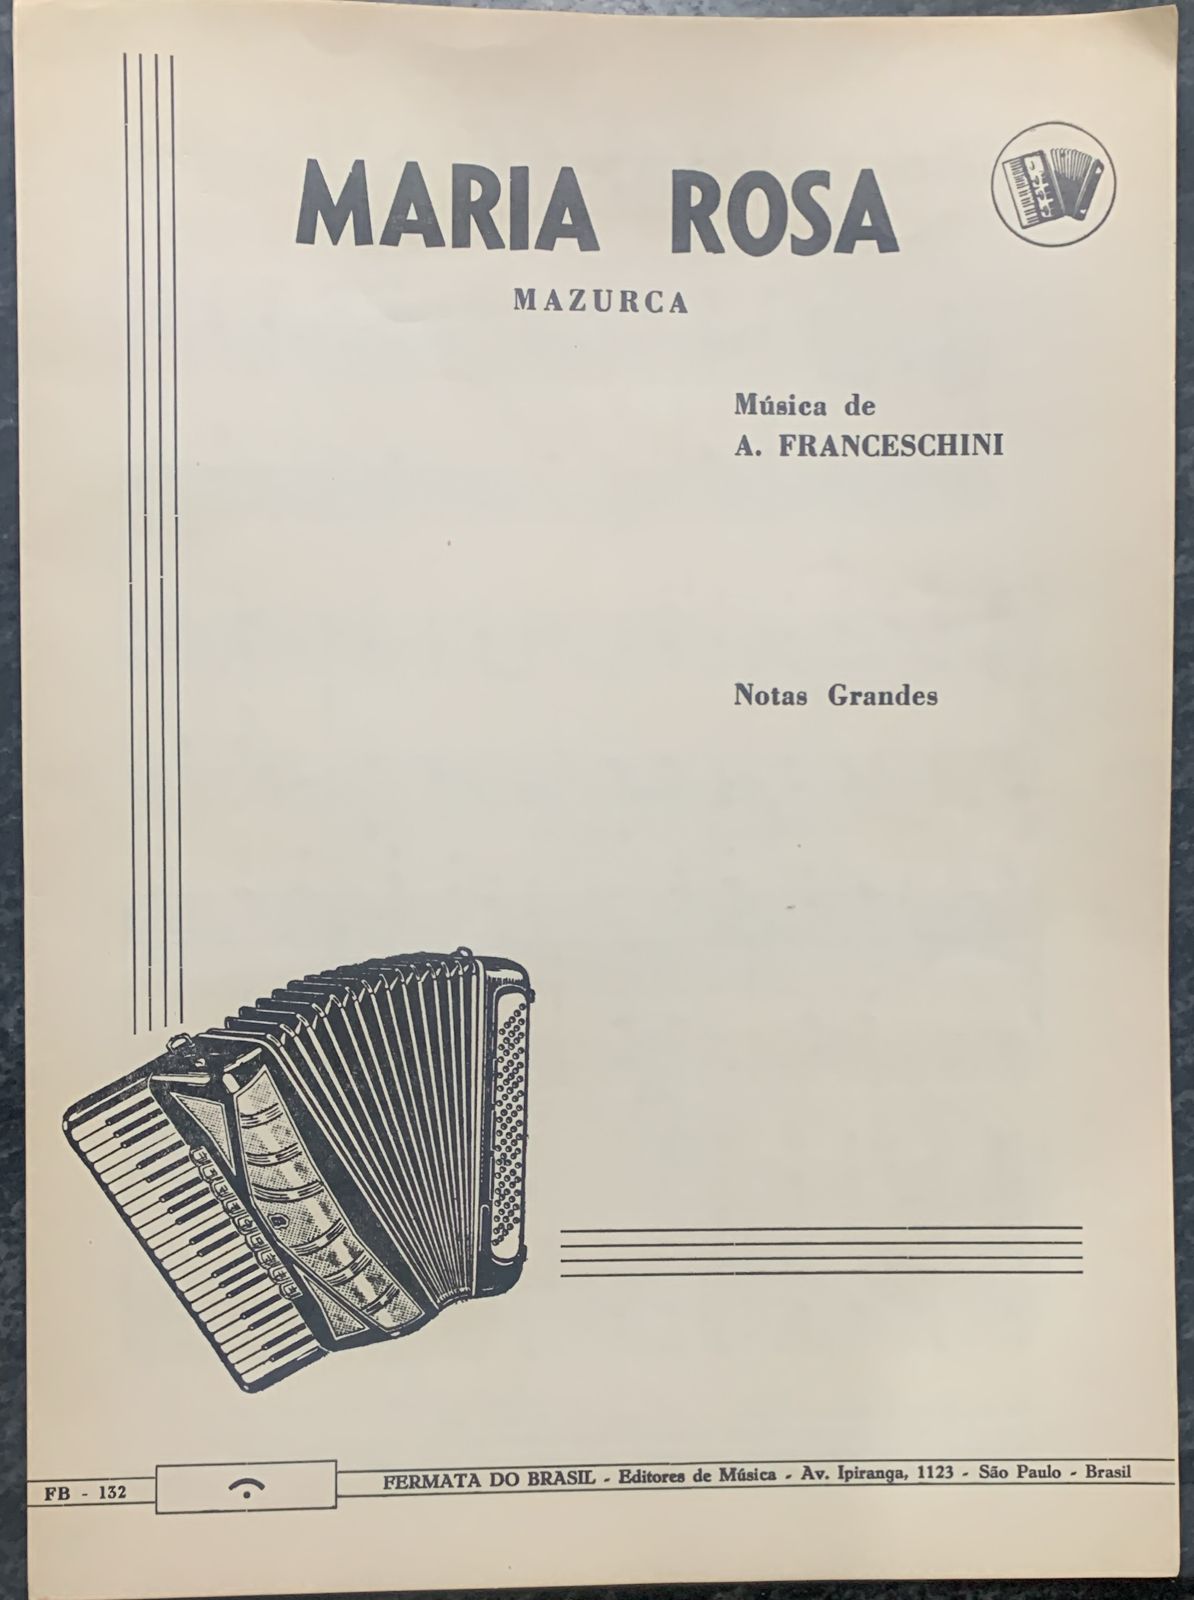 MARIA ROSA
MAZURCA
Música de
A. FRANCESCHINI
Notas Grandes
FB - 132
FERMATA DO BRASIL - Editores de Música - Av. Ipiranga, 1123 - São Paulo - Brasil